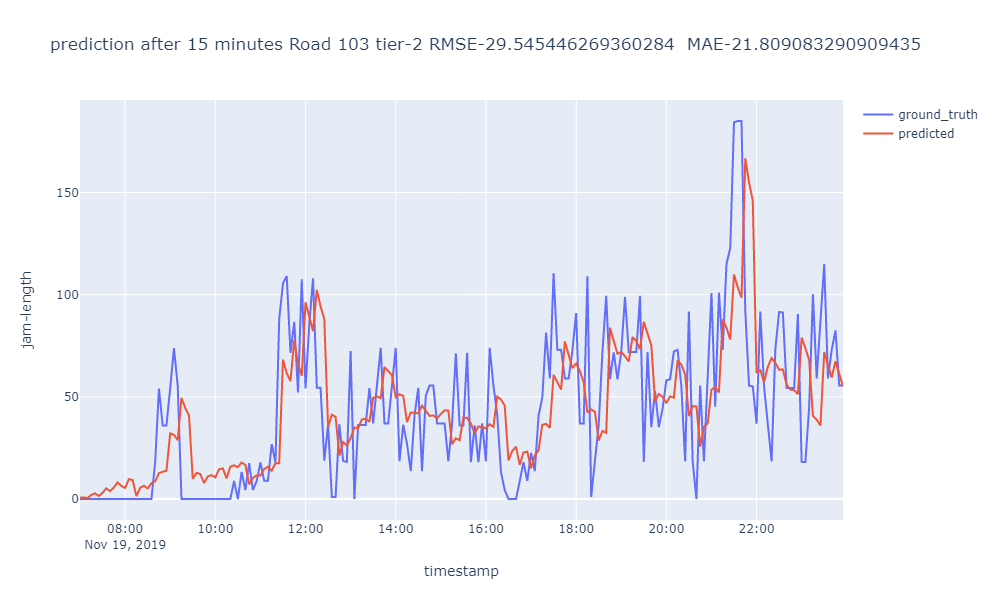 prediction after 15 minutes Road 103 tier-2 RMSE-29.545446269360284  MAE-21.809083290909435
ground_truth
predicted
150
100
50
0
jam-length
08:00 10:00 12:00 14:00 16:00 18:00 20:00 22:00
Nov 19, 2019
timestamp